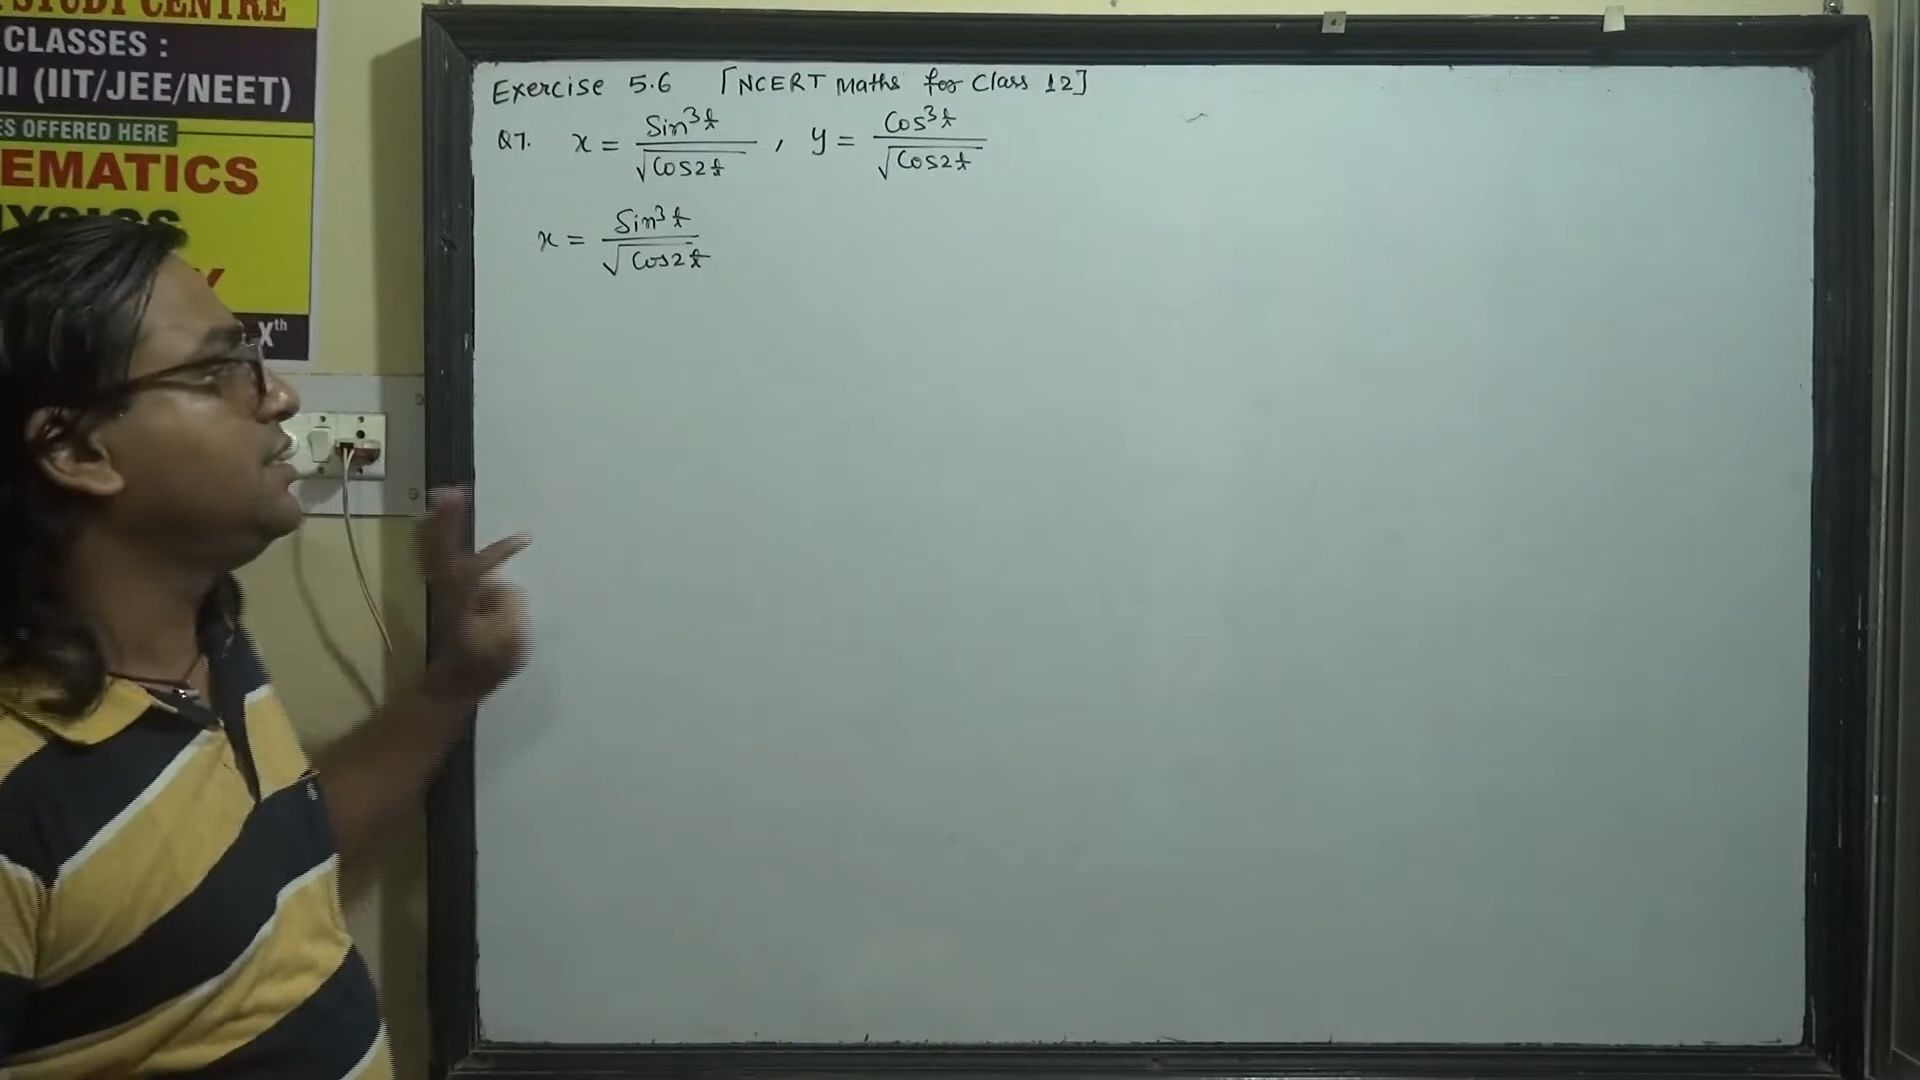 STUDY CENTRE
CLASSES :
II (IIT/JEE/NEET)
ES OFFERED HERE
EMATICS
Xth
Exercise 5.6 [NCERT Maths for Class 12]
Q7. x = Sin³t / √Cos2t , y = Cos³t / √Cos2t
x = Sin³t / √Cos2t